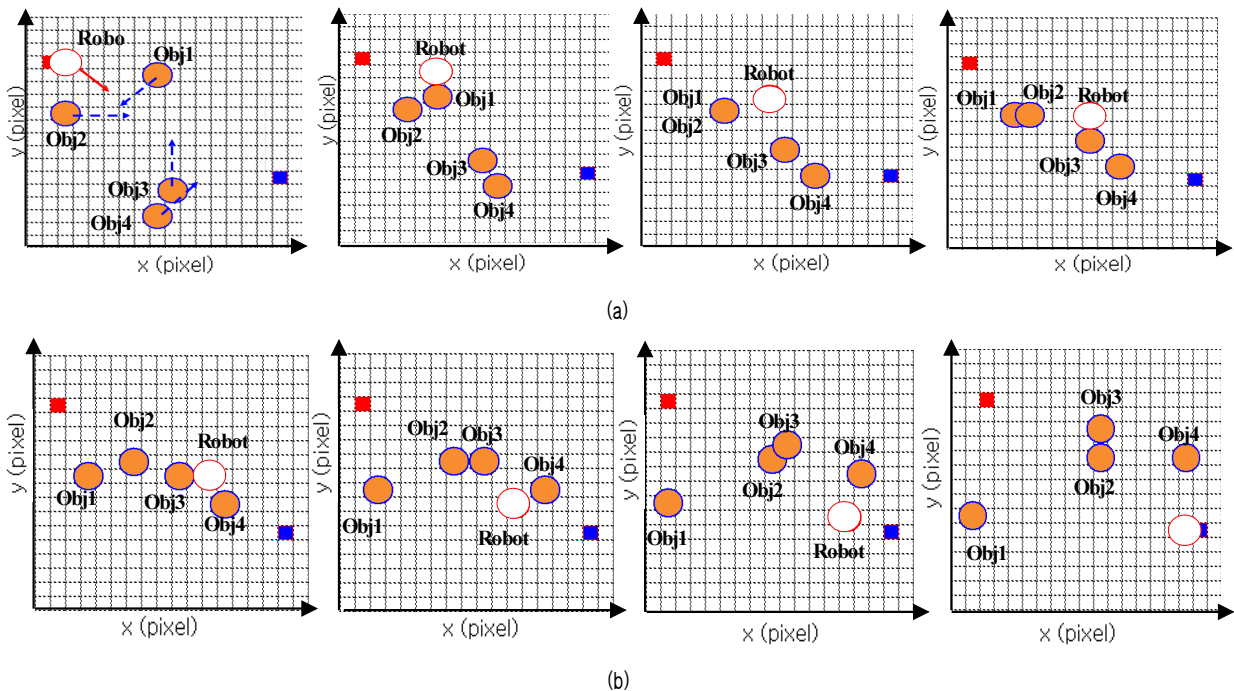 Robo
Obj1
Obj2
Obj3
Obj4
y (pixel)
x (pixel)
Robot
Obj1
Obj2
Obj3
Obj4
y (pixel)
x (pixel)
Robot
Obj1
Obj2
Obj3
Obj4
y (pixel)
x (pixel)
Obj1
Obj2
Robot
Obj3
Obj4
y (pixel)
x (pixel)
(a)
Obj2
Robot
Obj1
Obj3
Obj4
y (pixel)
x (pixel)
Obj2
Obj3
Obj4
Obj1
Robot
y (pixel)
x (pixel)
Obj3
Obj4
Obj2
Obj1
Robot
y (pixel)
x (pixel)
Obj3
Obj4
Obj2
Obj1
y (pixel)
x (pixel)
(b)